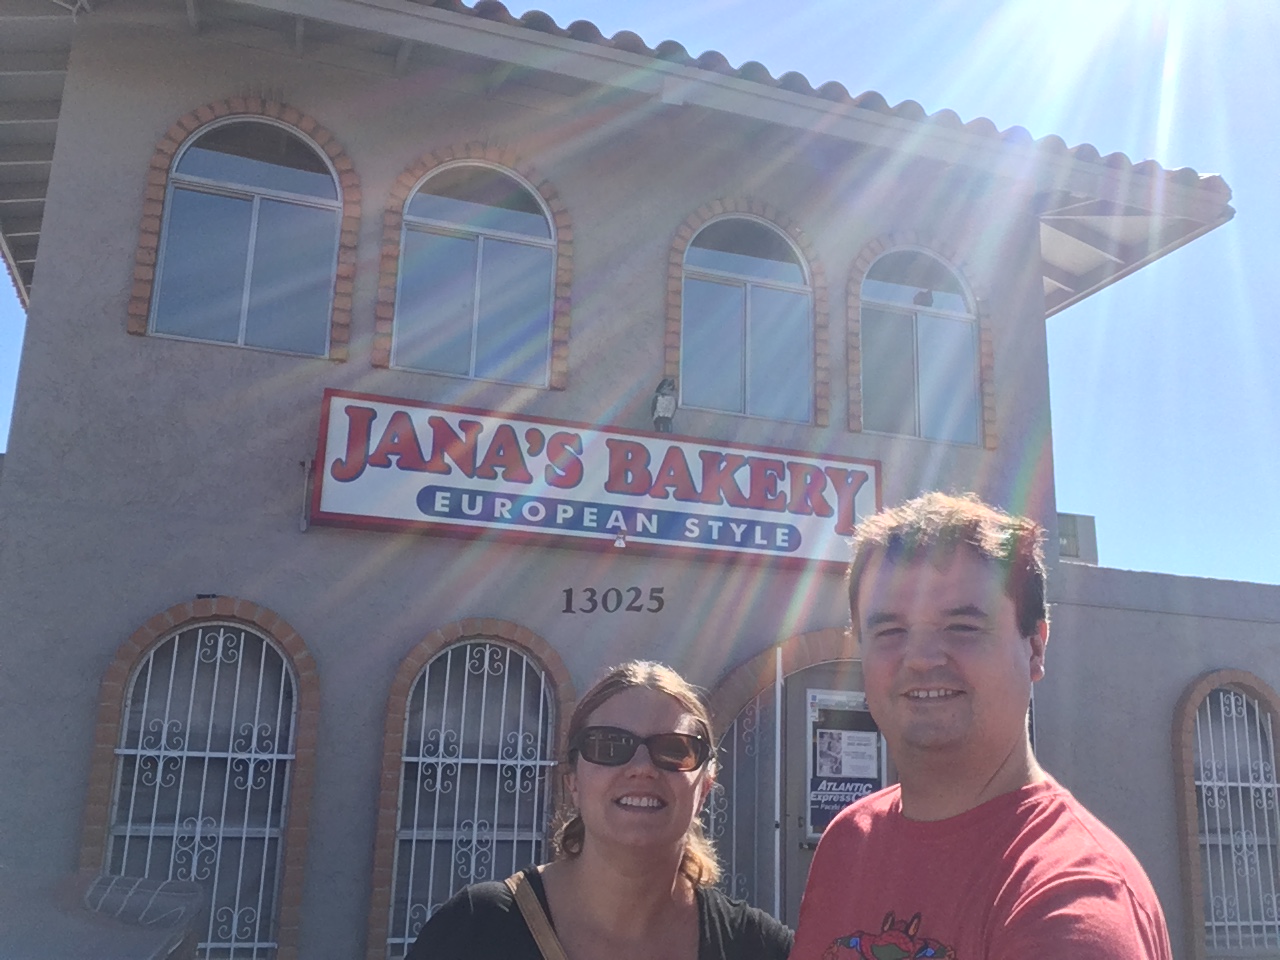 JANA'S BAKERY
EUROPEAN STYLE
13025
ATLANTIC